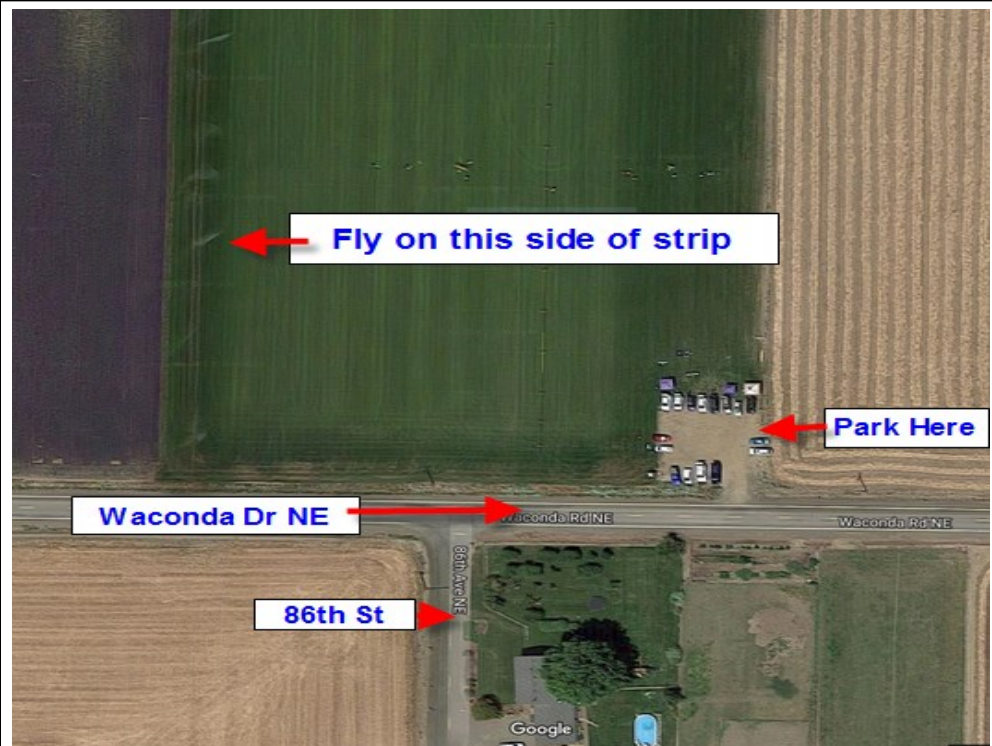 Fly on this side of strip
Park Here
Waconda Dr NE
Waconda Rd NE
Waconda Rd NE
86th Ave NE
86th St
Google